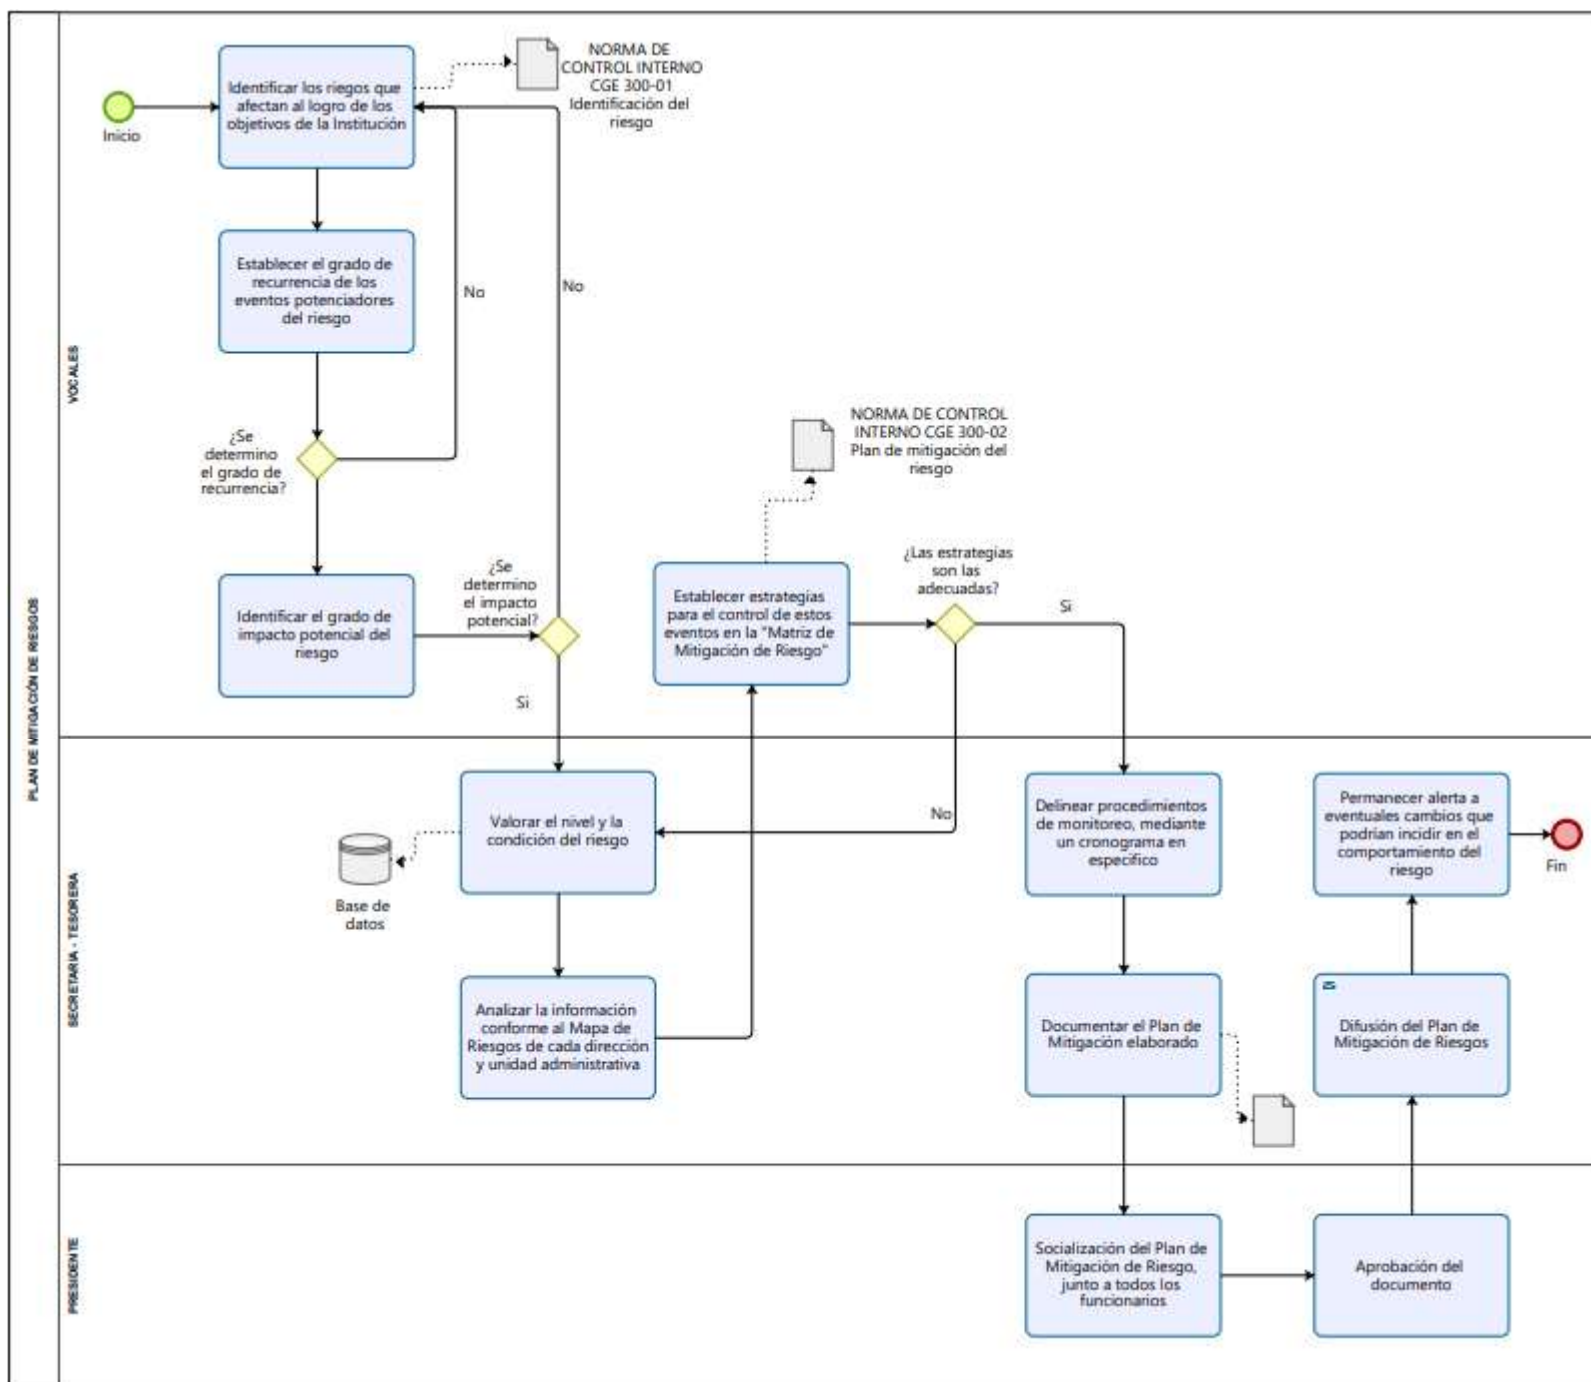 PLAN DE MITIGACIÓN DE RIESGOS
VOCALES
Inicio
Identificar los riegos que
afectan al logro de los
objetivos de la Institución
NORMA DE
CONTROL INTERNO
CGE 300-01
Identificación del
riesgo
Establecer el grado de
recurrencia de los
eventos potenciadores
del riesgo
No
No
¿Se
determino
el grado de
recurrencia?
Identificar el grado de
impacto potencial del
riesgo
¿Se
determino
el impacto
potencial?
Si
NORMA DE CONTROL
INTERNO CGE 300-02
Plan de mitigación del
riesgo
Establecer estrategias
para el control de estos
eventos en la "Matriz de
Mitigación de Riesgo"
¿Las estrategias
son las
adecuadas?
Si
SECRETARIA - TESORERA
Valorar el nivel y la
condición del riesgo
Base de
datos
Analizar la información
conforme al Mapa de
Riesgos de cada dirección
y unidad administrativa
No
Delinear procedimientos
de monitoreo, mediante
un cronograma en
especifico
Documentar el Plan de
Mitigación elaborado
Permanecer alerta a
eventuales cambios que
podrían incidir en el
comportamiento del
riesgo
Fin
Difusión del Plan de
Mitigación de Riesgos
PRESIDENTE
Socialización del Plan de
Mitigación de Riesgo,
junto a todos los
funcionarios
Aprobación del
documento